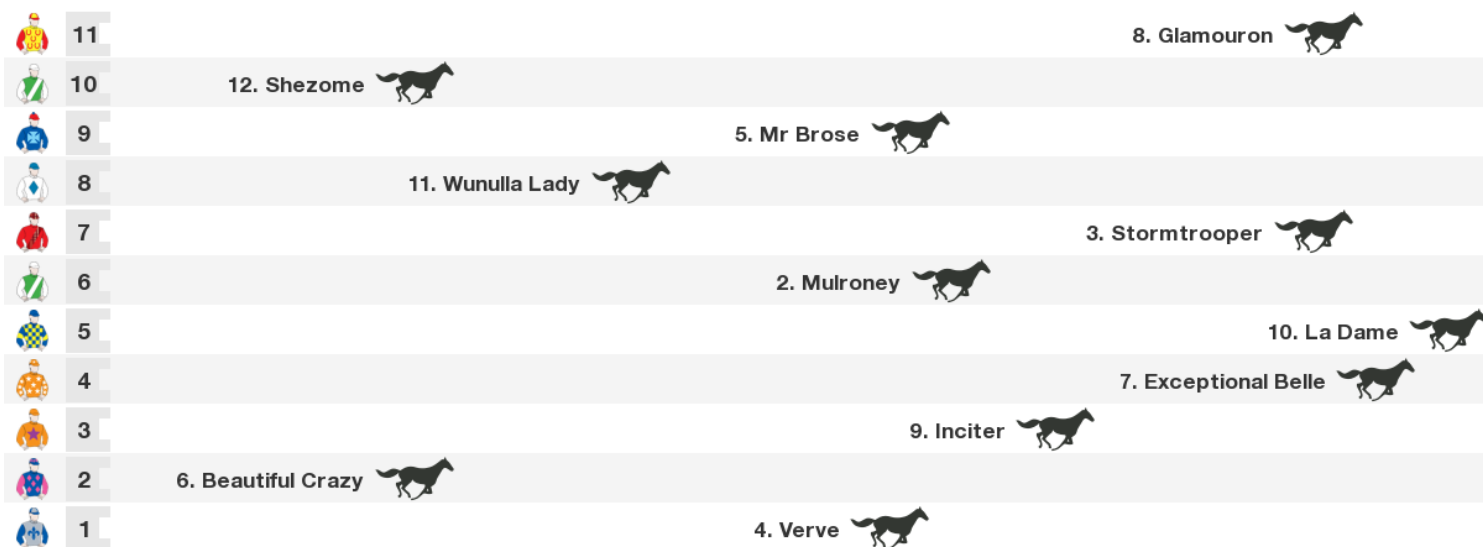 11 8. Glamouron
10 12. Shezome
9 5. Mr Brose
8 11. Wunulla Lady
7 3. Stormtrooper
6 2. Mulroney
5 10. La Dame
4 7. Exceptional Belle
3 9. Inciter
2 6. Beautiful Crazy
1 4. Verve